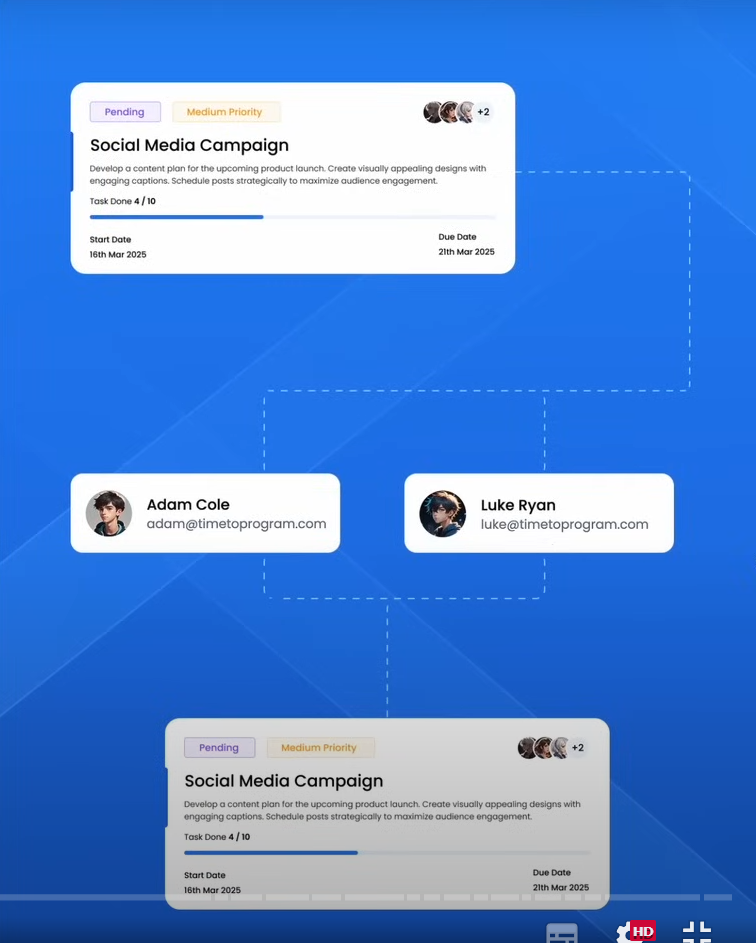 Pending Medium Priority +2
Social Media Campaign
Develop a content plan for the upcoming product launch. Create visually appealing designs with
engaging captions. Schedule posts strategically to maximize audience engagement.
Task Done 4 / 10
Start Date Due Date
16th Mar 2025 21th Mar 2025
Adam Cole
adam@timetoprogram.com
Luke Ryan
luke@timetoprogram.com
Pending Medium Priority +2
Social Media Campaign
Develop a content plan for the upcoming product launch. Create visually appealing designs with
engaging captions. Schedule posts strategically to maximize audience engagement.
Task Done 4 / 10
Start Date Due Date
16th Mar 2025 21th Mar 2025
HD